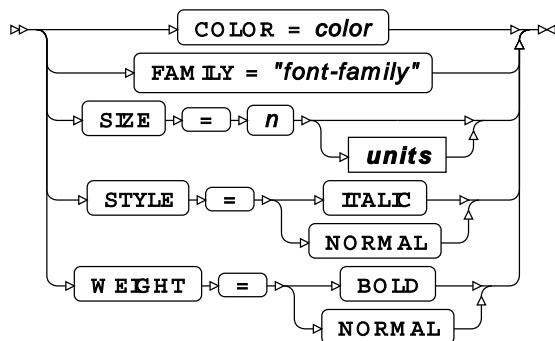 COLOR = color
FAMILY = "font-family"
SIZE = n
units
STYLE = ITALIC
NORMAL
WEIGHT = BOLD
NORMAL